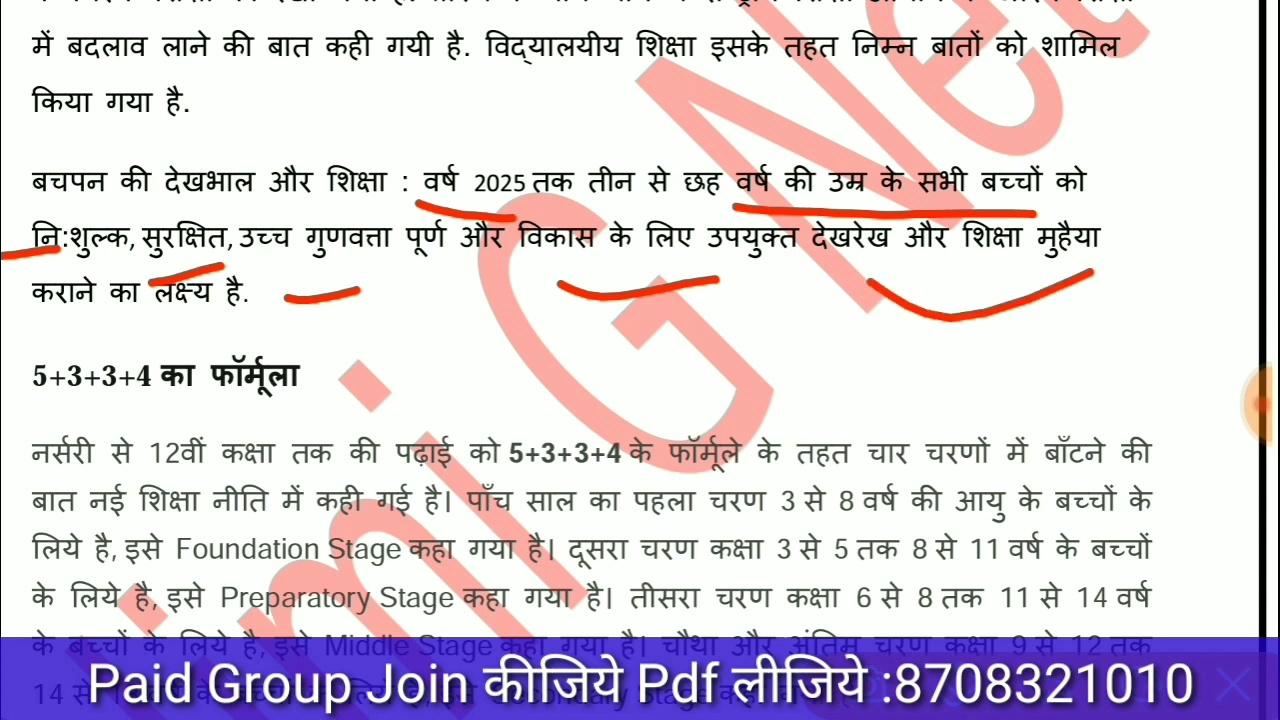 में बदलाव लाने की बात कही गयी है. विद्यालयीय शिक्षा इसके तहत निम्न बातों को शामिल
किया गया है.
बचपन की देखभाल और शिक्षा : वर्ष 2025 तक तीन से छह वर्ष की उम्र के सभी बच्चों को
नि:शुल्क, सुरक्षित, उच्च गुणवत्ता पूर्ण और विकास के लिए उपयुक्त देखरेख और शिक्षा मुहैया
कराने का लक्ष्य है.
5+3+3+4 का फॉर्मूला
नर्सरी से 12वीं कक्षा तक की पढ़ाई को 5+3+3+4 के फॉर्मूले के तहत चार चरणों में बाँटने की
बात नई शिक्षा नीति में कही गई है। पाँच साल का पहला चरण 3 से 8 वर्ष की आयु के बच्चों के
लिये है, इसे Foundation Stage कहा गया है। दूसरा चरण कक्षा 3 से 5 तक 8 से 11 वर्ष के बच्चों
के लिये है, इसे Preparatory Stage कहा गया है। तीसरा चरण कक्षा 6 से 8 तक 11 से 14 वर्ष
के बच्चों के लिये है, इसे Middle Stage कहा गया है। चौथा और अंतिम चरण कक्षा 9 से 12 तक
Paid Group Join कीजिये Pdf लीजिये :8708321010